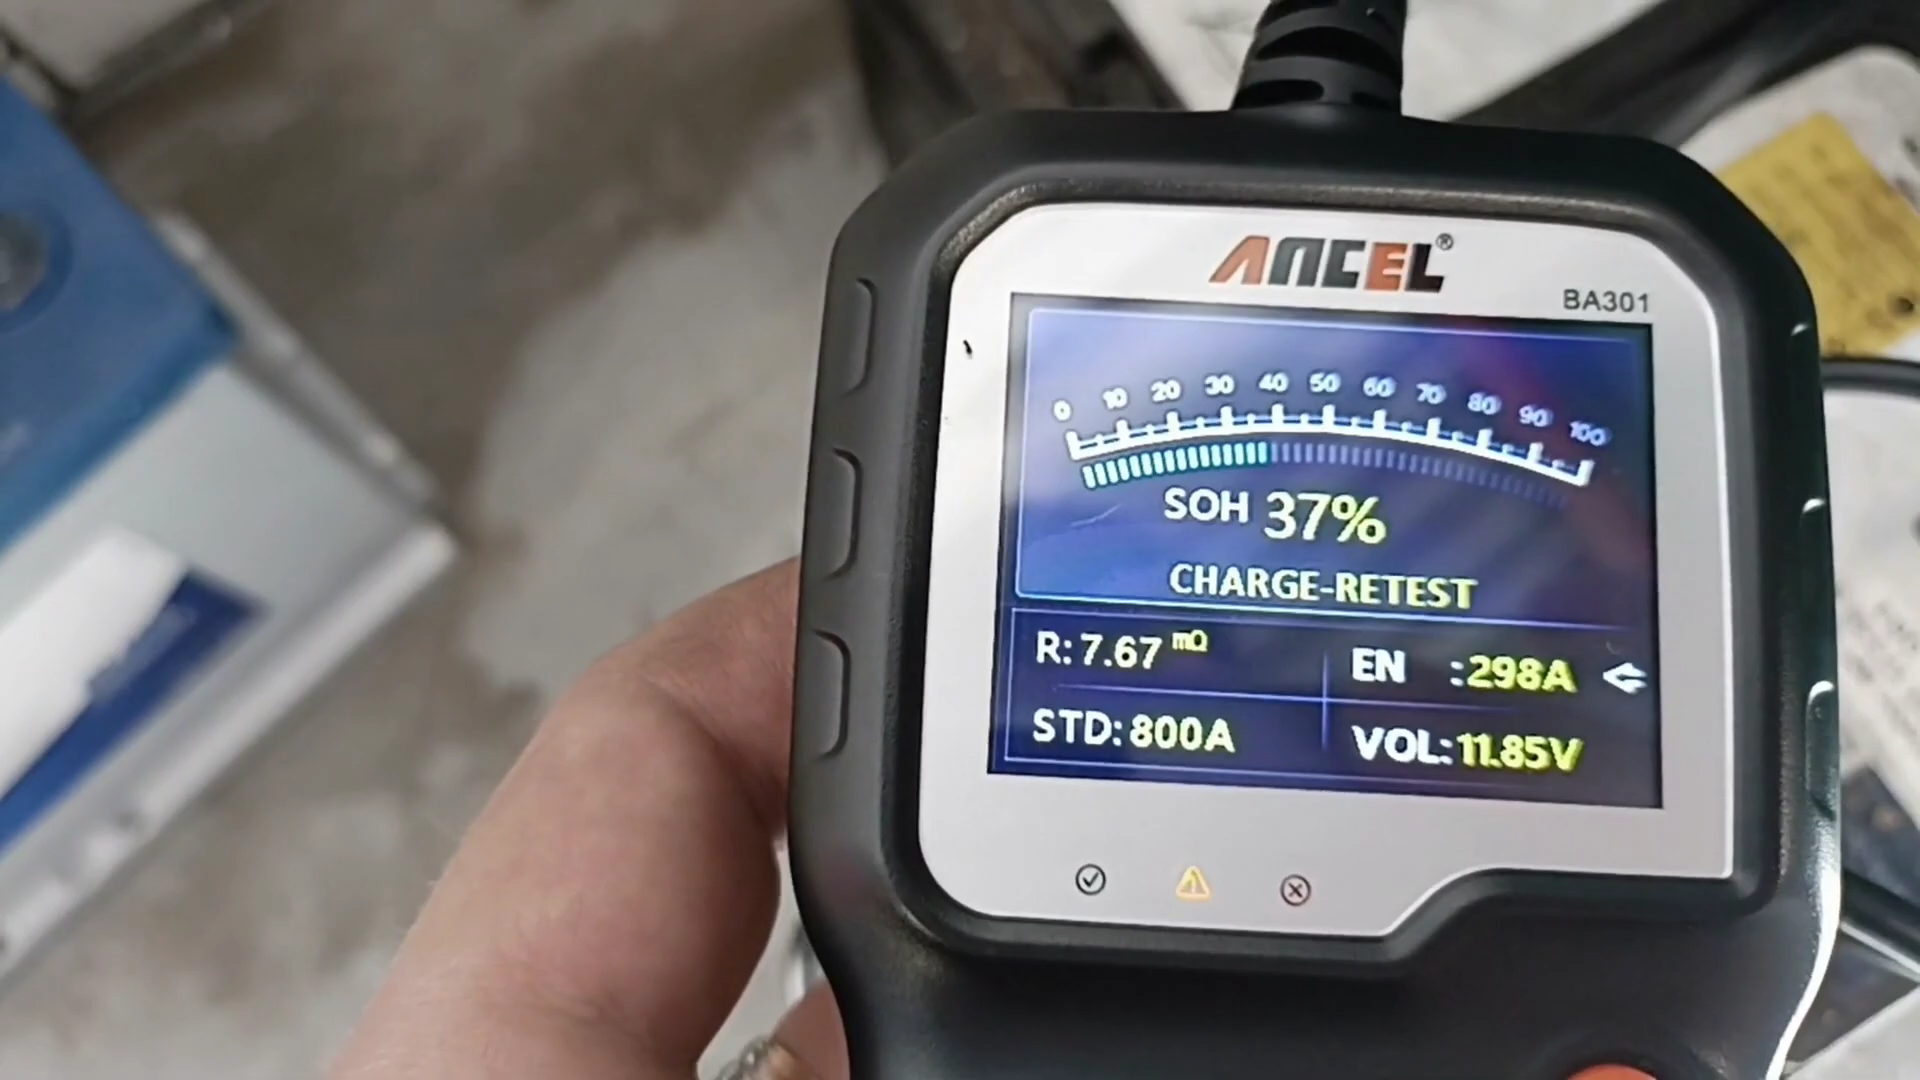 ANCEL®
BA301
0 10 20 30 40 50 60 70 80 90 100
SOH 37%
CHARGE-RETEST
R: 7.67 mΩ
EN :298A
STD: 800A
VOL: 11.85V